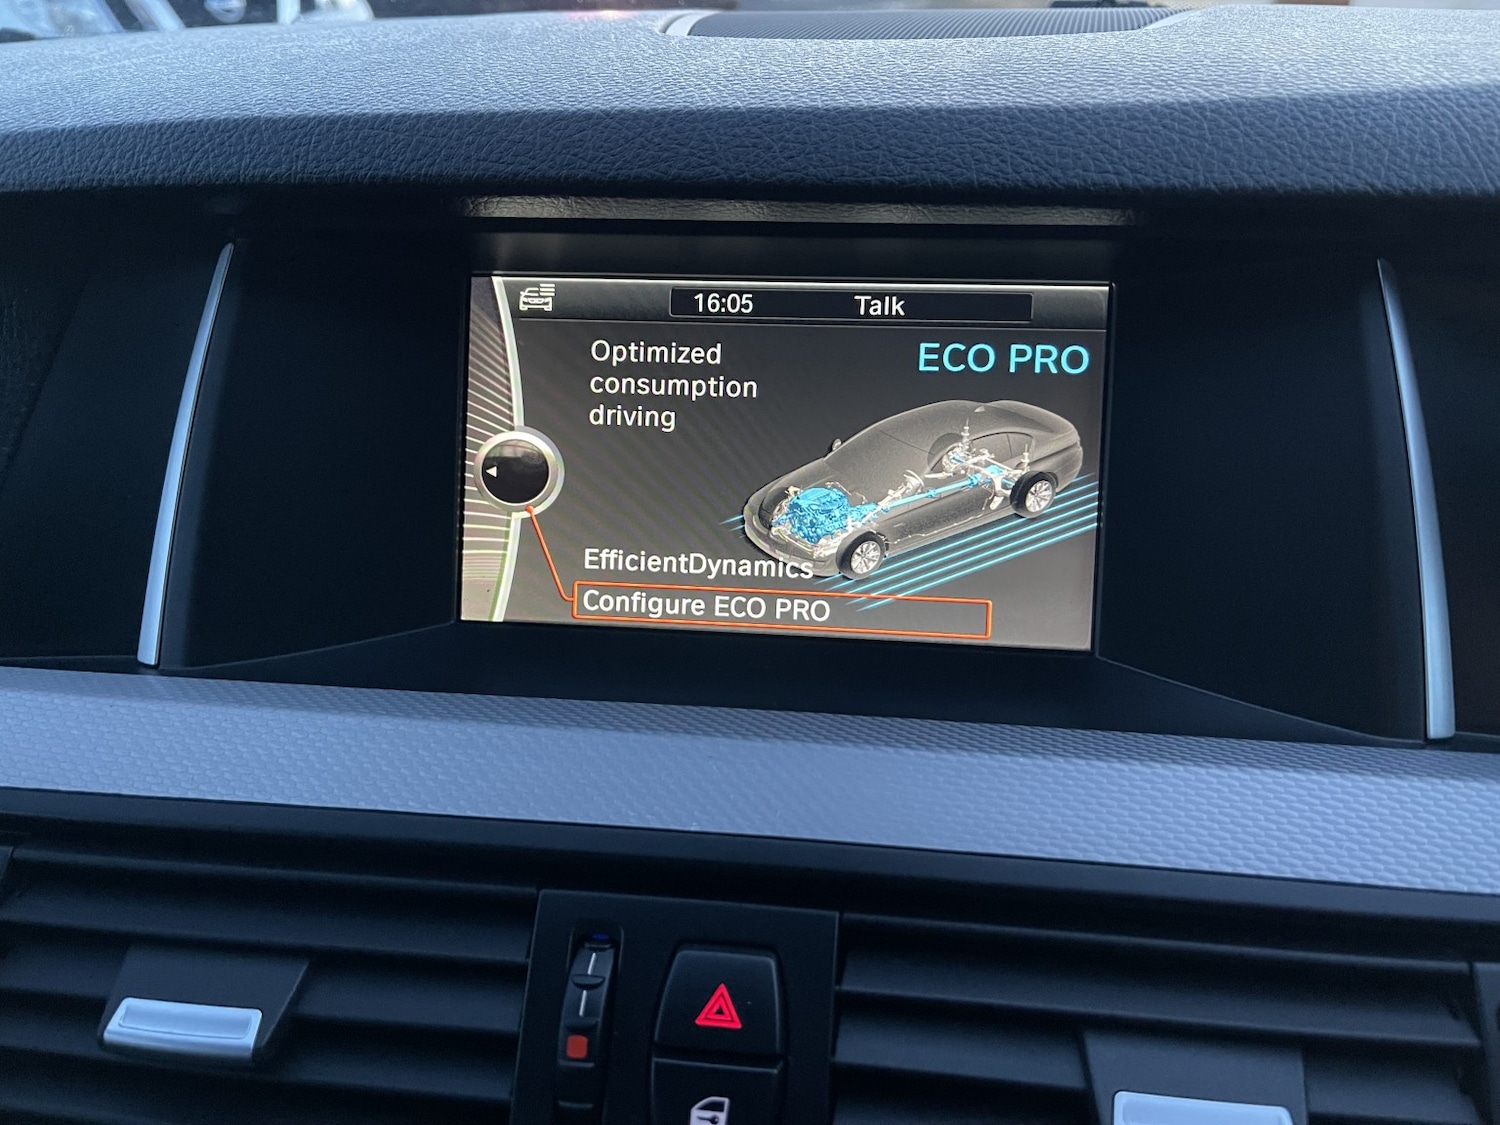 16:05 Talk
ECO PRO
Optimized
consumption
driving
EfficientDynamics
Configure ECO PRO